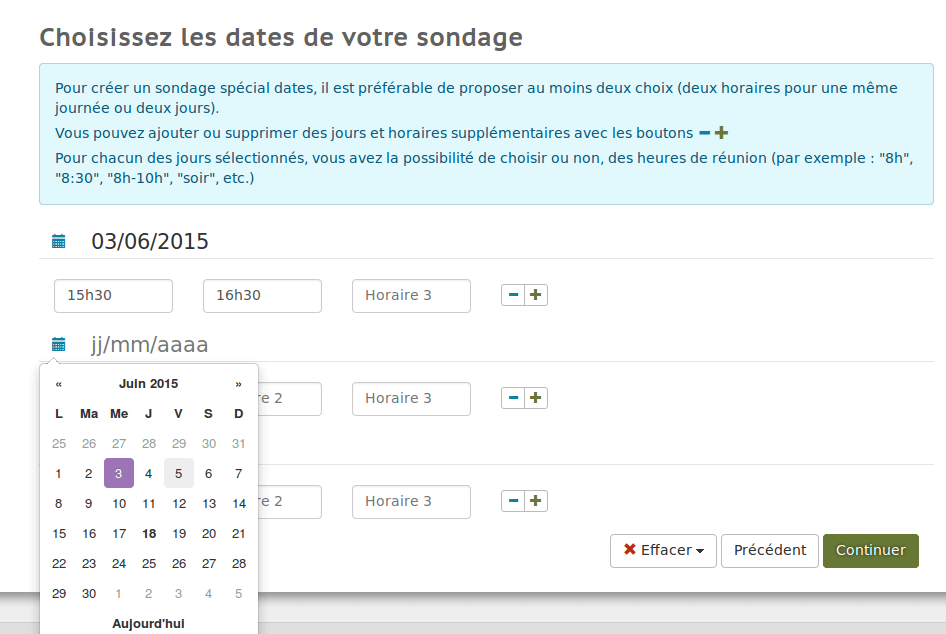 Choisissez les dates de votre sondage
Pour créer un sondage spécial dates, il est préférable de proposer au moins deux choix (deux horaires pour une même
journée ou deux jours).
Vous pouvez ajouter ou supprimer des jours et horaires supplémentaires avec les boutons
Pour chacun des jours sélectionnés, vous avez la possibilité de choisir ou non, des heures de réunion (par exemple : "8h",
"8:30", "8h-10h", "soir", etc.)
03/06/2015
15h30 16h30 Horaire 3
jj/mm/aaaa
« Juin 2015 »
re 2 Horaire 3
L Ma Me J V S D
25 26 27 28 29 30 31
1 2 3 4 5 6 7
8 9 10 11 12 13 14
re 2 Horaire 3
15 16 17 18 19 20 21
22 23 24 25 26 27 28
29 30 1 2 3 4 5
Aujourd'hui
Effacer Précédent Continuer